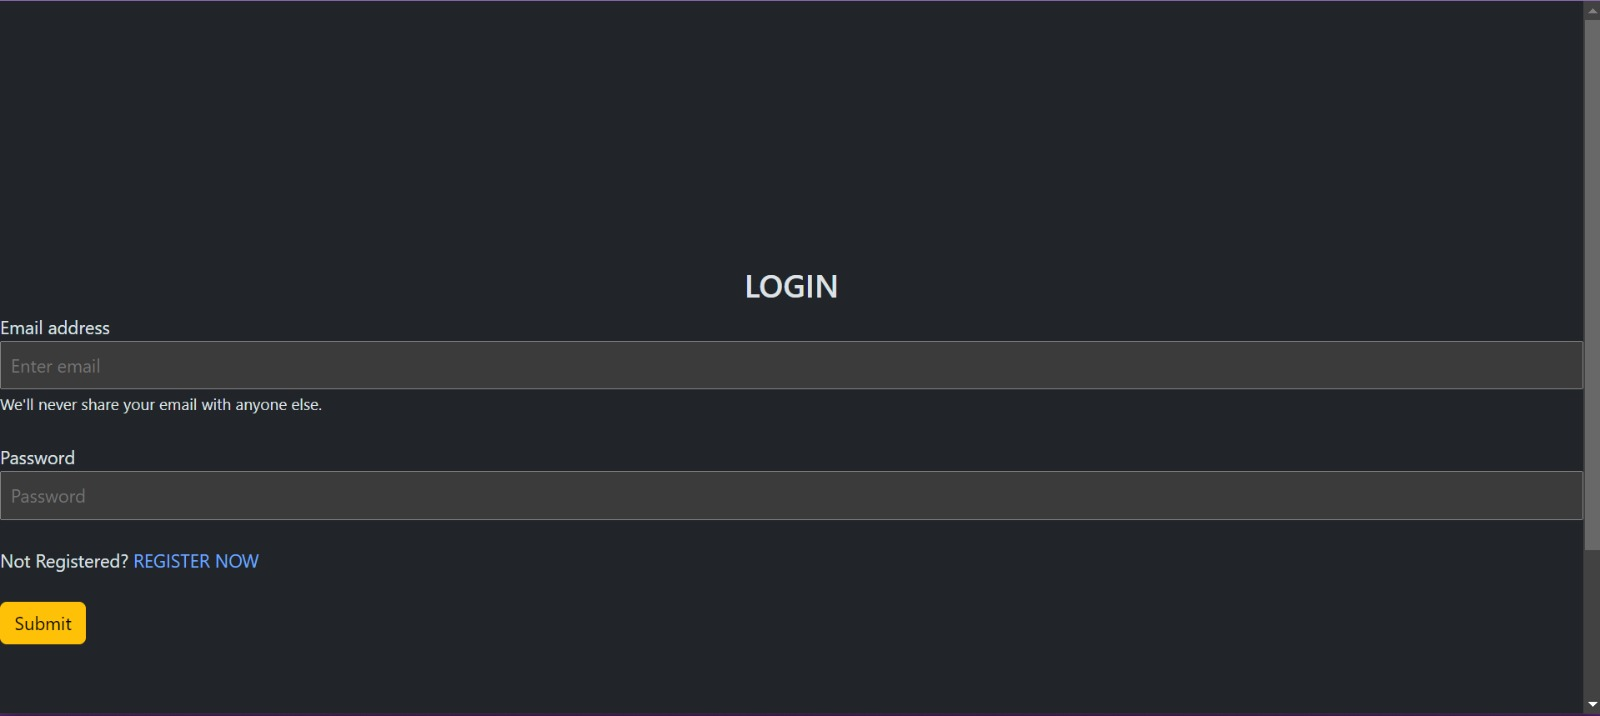 LOGIN
Email address
Enter email
We'll never share your email with anyone else.
Password
Password
Not Registered? REGISTER NOW
Submit